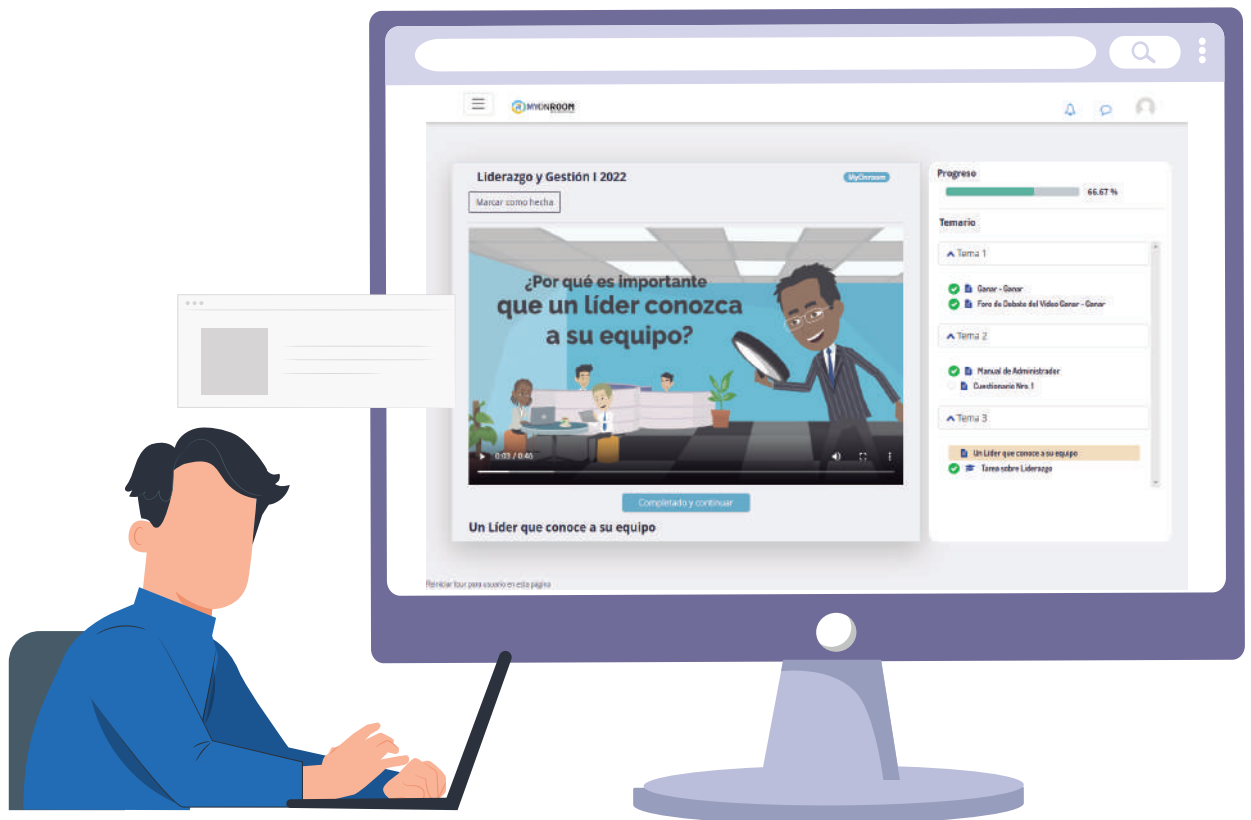 MYONROOM
Liderazgo y Gestión I 2022
MyOnroom
Marcar como hecha
¿Por qué es importante
que un líder conozca
a su equipo?
0:03 / 0:40
Completado y continuar
Un Líder que conoce a su equipo
Reiniciar tour para usuario en esta página
Progreso
66.67 %
Temario
Tema 1
Ganar - Ganar
Foro de Debate del Video Ganar - Ganar
Tema 2
Manual de Administrador
Cuestionario Nro. 1
Tema 3
Un Líder que conoce a su equipo
Tarea sobre Liderazgo